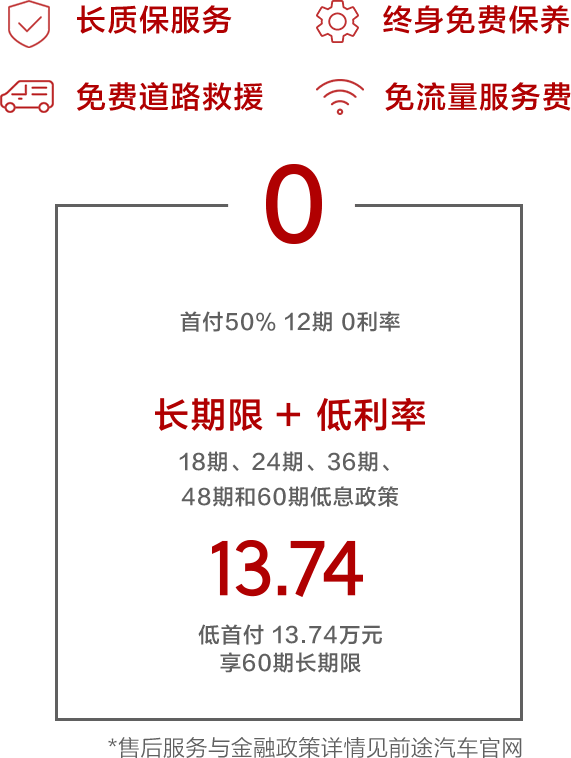 长质保服务
终身免费保养
免费道路救援
免流量服务费
0
首付50% 12期 0利率
长期限 + 低利率
18期、24期、36期、
48期和60期低息政策
13.74
低首付 13.74万元
享60期长期限
*售后服务与金融政策详情见前途汽车官网